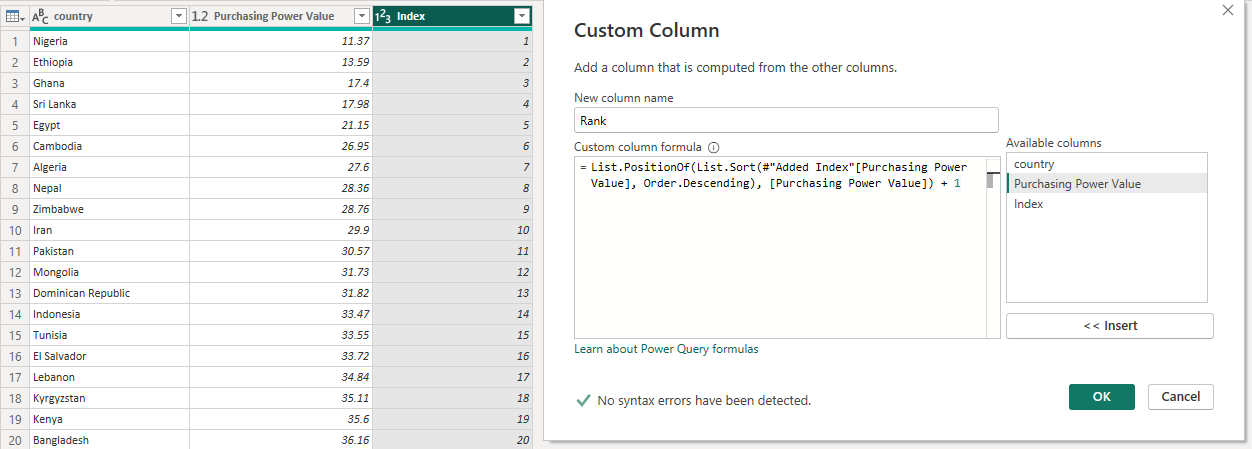 ABC country 1.2 Purchasing Power Value 123 Index
1 Nigeria 11.37 1
2 Ethiopia 13.59 2
3 Ghana 17.4 3
4 Sri Lanka 17.98 4
5 Egypt 21.15 5
6 Cambodia 26.95 6
7 Algeria 27.6 7
8 Nepal 28.36 8
9 Zimbabwe 28.76 9
10 Iran 29.9 10
11 Pakistan 30.57 11
12 Mongolia 31.73 12
13 Dominican Republic 31.82 13
14 Indonesia 33.47 14
15 Tunisia 33.55 15
16 El Salvador 33.72 16
17 Lebanon 34.84 17
18 Kyrgyzstan 35.11 18
19 Kenya 35.6 19
20 Bangladesh 36.16 20
Custom Column
Add a column that is computed from the other columns.
New column name
Rank
Custom column formula
= List.PositionOf(List.Sort(#"Added Index"[Purchasing Power
Value], Order.Descending), [Purchasing Power Value]) + 1
Available columns
country
Purchasing Power Value
Index
<< Insert
Learn about Power Query formulas
No syntax errors have been detected.
OK
Cancel